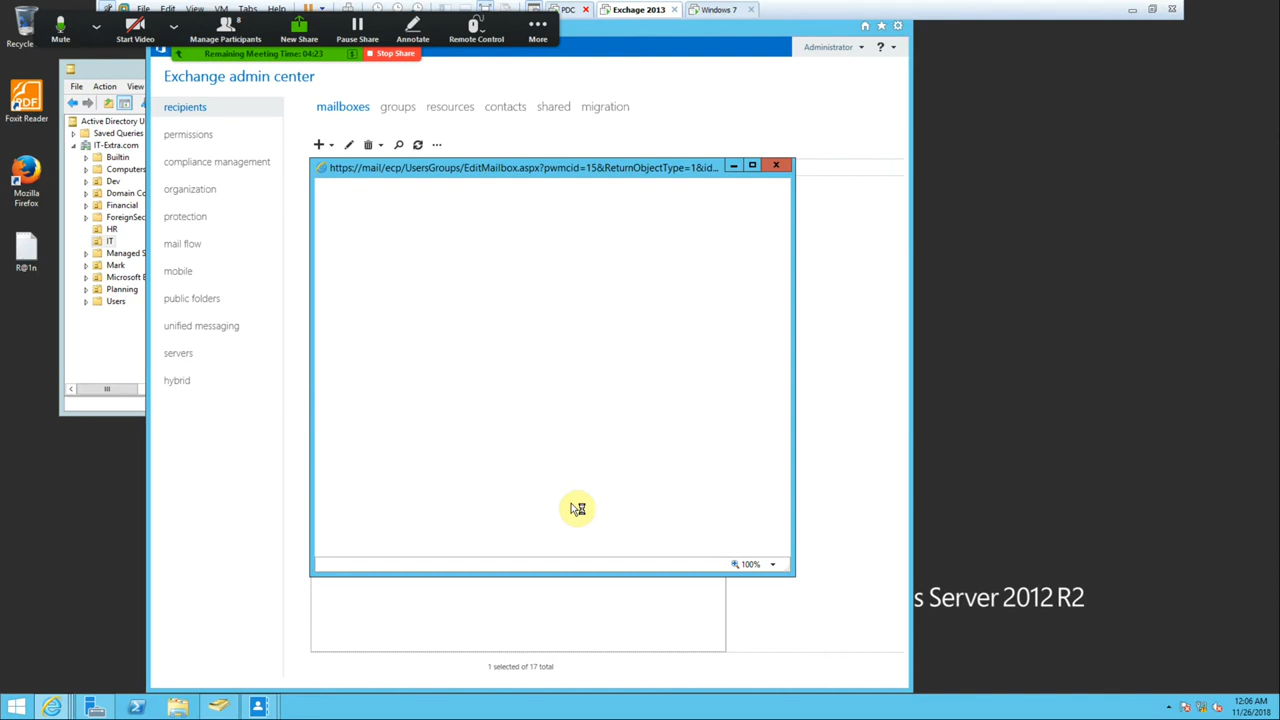 File Edit View VM Tabs Help
PDC
Exchage 2013
Windows 7
Mute
Start Video
8
Manage Participants
New Share
Pause Share
Annotate
Remote Control
More
Remaining Meeting Time: 04:23
Stop Share
Administrator
?
Recycle
Foxit Reader
Mozilla
Firefox
R@1n
File Action View
Active Directory U
Saved Queries
IT-Extra.com
Builtin
Computers
Dev
Domain Co
Financial
ForeignSec
HR
IT
Managed S
Mark
Microsoft E
Planning
Users
Exchange admin center
recipients
permissions
compliance management
organization
protection
mail flow
mobile
public folders
unified messaging
servers
hybrid
mailboxes groups resources contacts shared migration
https://mail/ecp/UsersGroups/EditMailbox.aspx?pwmcid=15&ReturnObjectType=1&id...
100%
1 selected of 17 total
s Server 2012 R2
12:06 AM
11/26/2018